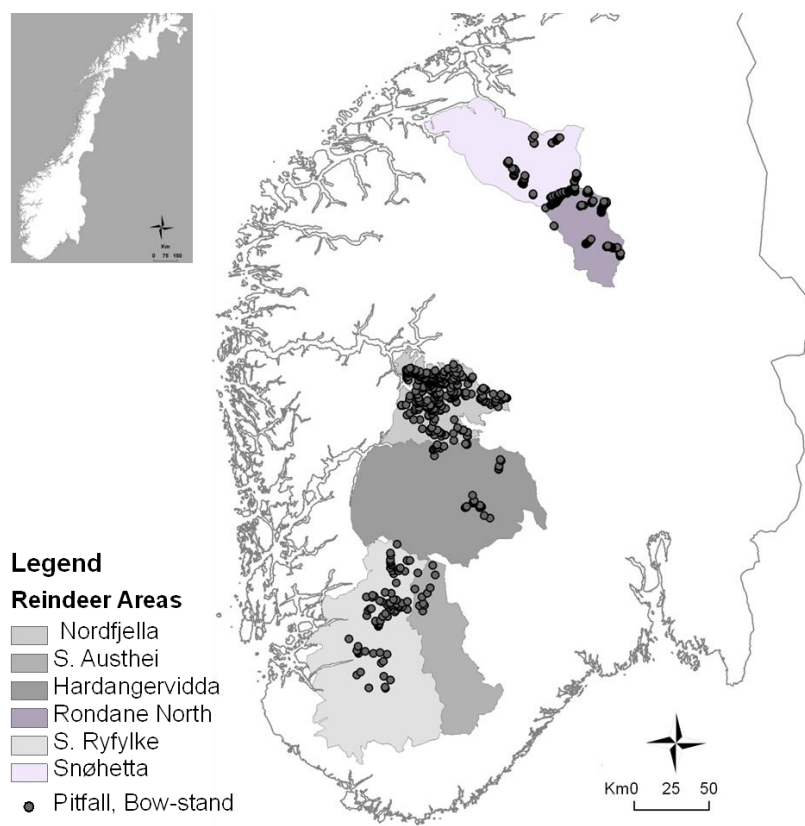 Km
0 75 150
Legend
Reindeer Areas
Nordfjella
S. Austhei
Hardangervidda
Rondane North
S. Ryfylke
Snøhetta
Pitfall, Bow-stand
Km0 25 50